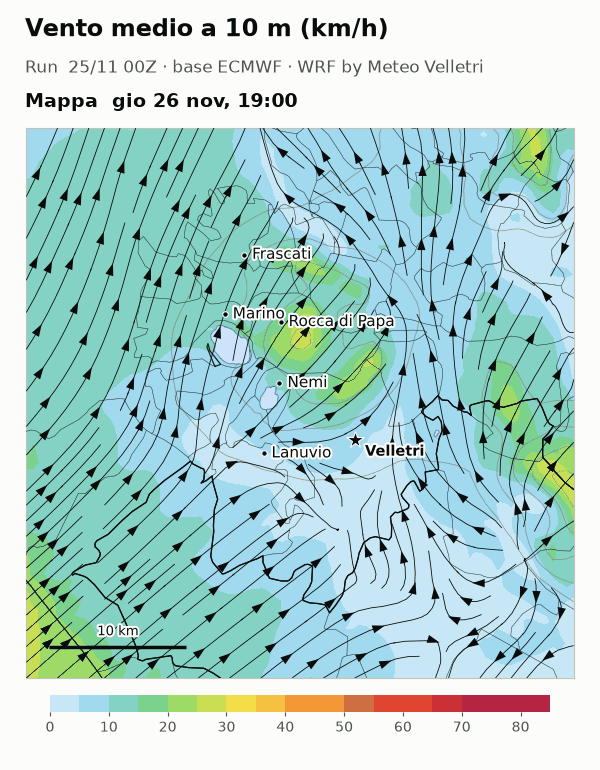 Vento medio a 10 m (km/h)
Run 25/11 00Z · base ECMWF · WRF by Meteo Velletri
Mappa gio 26 nov, 19:00
Frascati
Marino
Rocca di Papa
Nemi
Velletri
Lanuvio
10 km
0 10 20 30 40 50 60 70 80